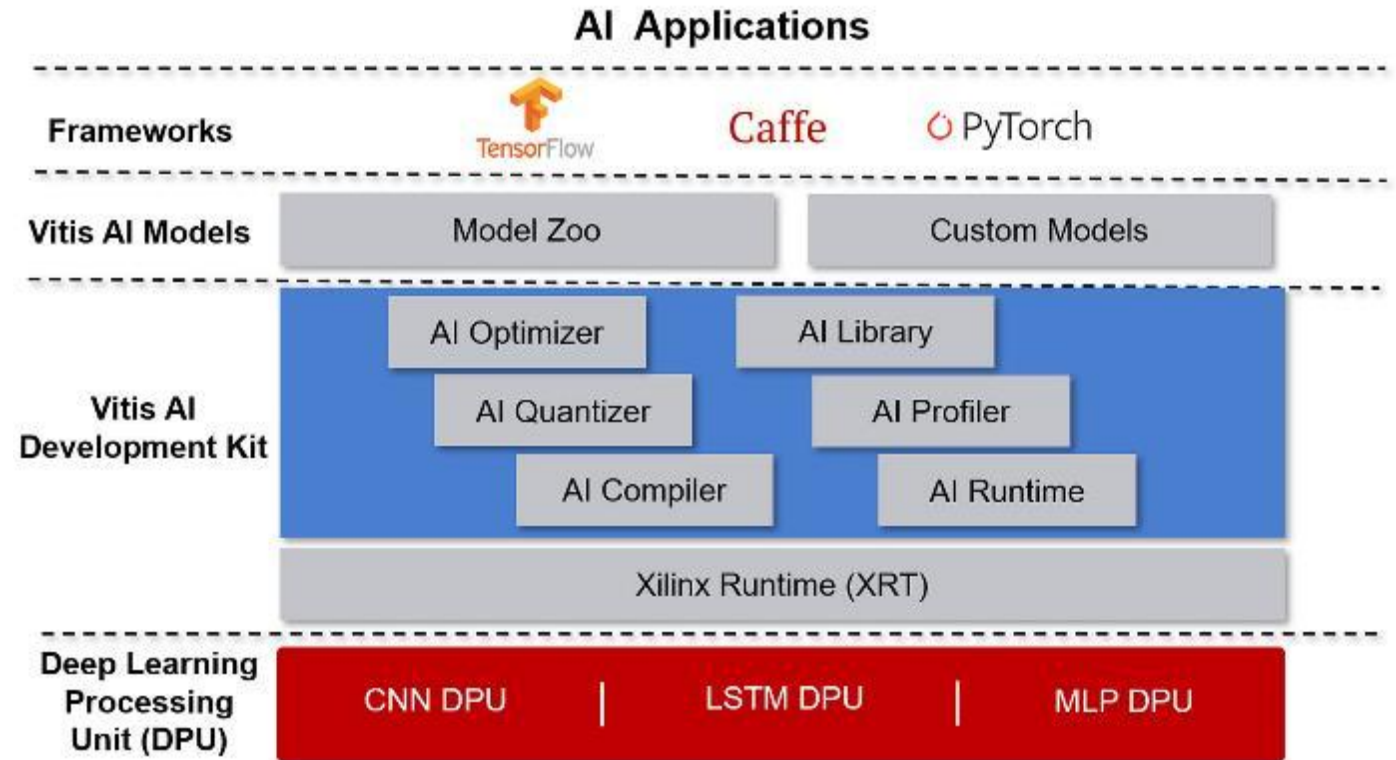 AI Applications
Frameworks
TensorFlow
Caffe
PyTorch
Vitis AI Models
Model Zoo
Custom Models
Vitis AI
Development Kit
AI Optimizer
AI Library
AI Quantizer
AI Profiler
AI Compiler
AI Runtime
Xilinx Runtime (XRT)
Deep Learning
Processing
Unit (DPU)
CNN DPU | LSTM DPU | MLP DPU